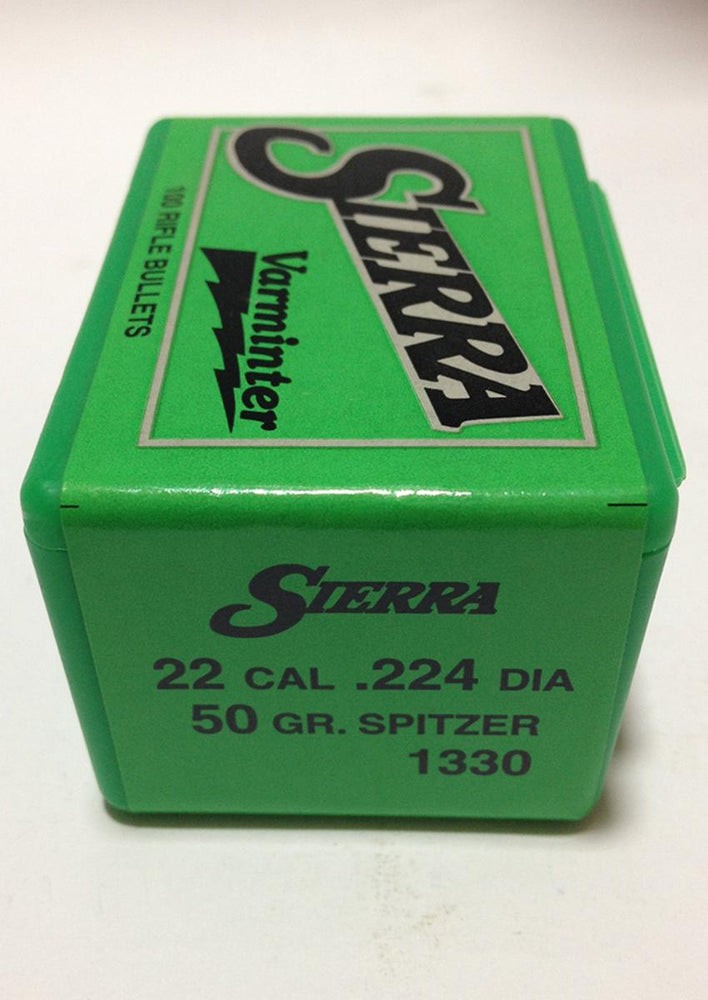 SIERRA
Varminter
100 RIFLE BULLETS
SIERRA
22 CAL .224 DIA
50 GR. SPITZER
1330